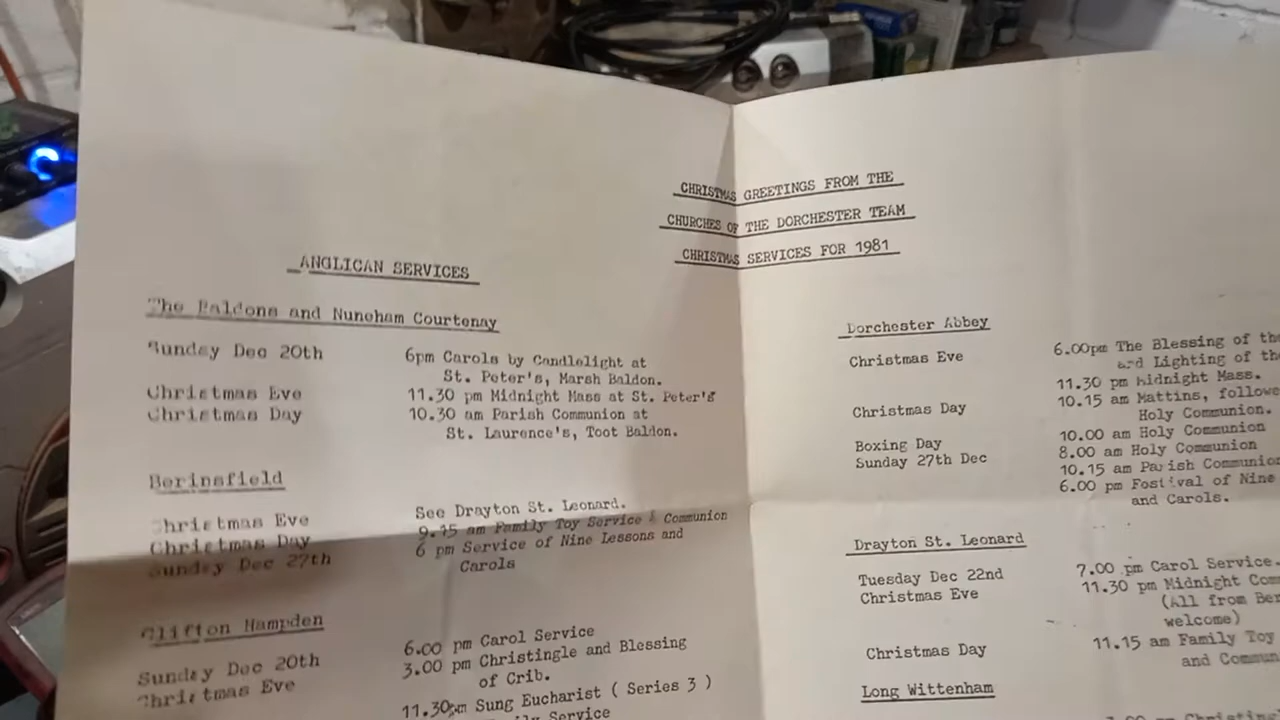 CHRISTMAS GREETINGS FROM THE
CHURCHES OF THE DORCHESTER TEAM
CHRISTMAS SERVICES FOR 1981
ANGLICAN SERVICES
The Baldons and Nuneham Courtenay
Sunday Dec 20th 6pm Carols by Candlelight at
St. Peter's, Marsh Baldon.
Christmas Eve 11.30 pm Midnight Mass at St. Peter's
Christmas Day 10.30 am Parish Communion at
St. Laurence's, Toot Baldon.
Berinsfield
Christmas Eve See Drayton St. Leonard.
Christmas Day 9.15 am Family Toy Service & Communion
Sunday Dec 27th 6 pm Service of Nine Lessons and
Carols
Clifton Hampden
Sunday Dec 20th 6.00 pm Carol Service
Christmas Eve 3.00 pm Christingle and Blessing
of Crib.
11.30pm Sung Eucharist ( Series 3 )
Service
Dorchester Abbey
Christmas Eve 6.00pm The Blessing of the
and Lighting of the
11.30 pm Midnight Mass.
Christmas Day 10.15 am Mattins, followe
Holy Communion.
Boxing Day 10.00 am Holy Communion
Sunday 27th Dec 8.00 am Holy Communion
10.15 am Parish Communion
6.00 pm Festival of Nine
and Carols.
Drayton St. Leonard
Tuesday Dec 22nd 7.00 pm Carol Service.
Christmas Eve 11.30 pm Midnight Com
(All from Ber
welcome)
Christmas Day 11.15 am Family Toy
and Commun
Long Wittenham